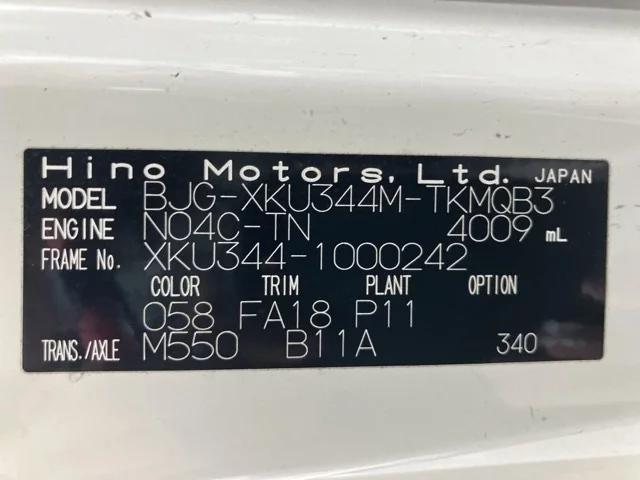 Hino Motors, Ltd. JAPAN
MODEL BJG-XKU344M-TKMQB3
ENGINE N04C-TN 4009 mL
FRAME No. XKU344-1000242
COLOR TRIM PLANT OPTION
058 FA18 P11
TRANS./AXLE M550 B11A 340